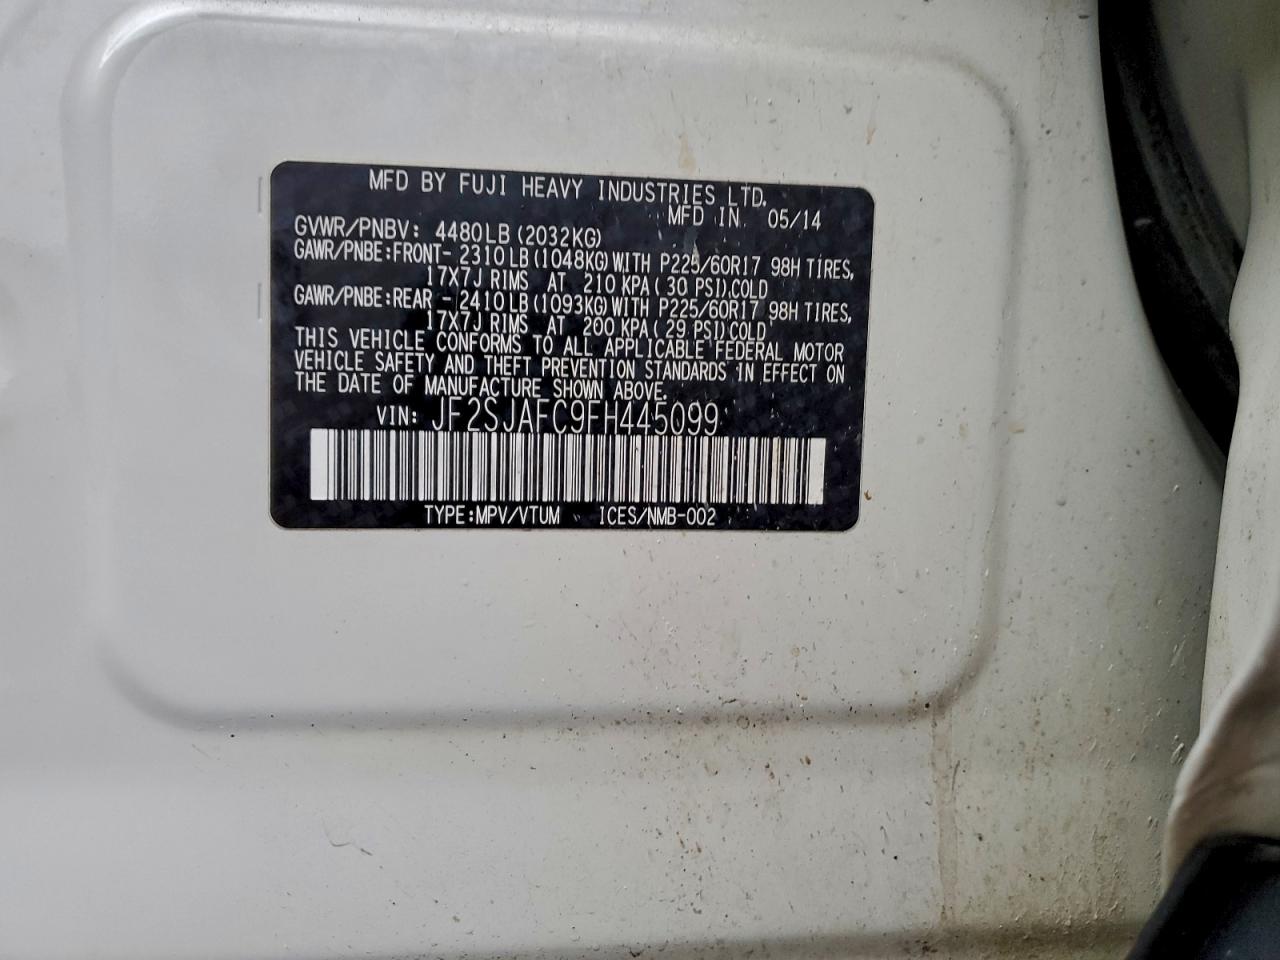 MFD BY FUJI HEAVY INDUSTRIES LTD.
MFD IN 05/14
GVWR/PNBV: 4480LB(2032KG)
GAWR/PNBE:FRONT- 2310LB(1048KG)WITH P225/60R17 98H TIRES,
17X7J RIMS AT 210 KPA( 30 PSI)COLD
GAWR/PNBE:REAR - 2410LB(1093KG)WITH P225/60R17 98H TIRES,
17X7J RIMS AT 200 KPA( 29 PSI)COLD
THIS VEHICLE CONFORMS TO ALL APPLICABLE FEDERAL MOTOR
VEHICLE SAFETY AND THEFT PREVENTION STANDARDS IN EFFECT ON
THE DATE OF MANUFACTURE SHOWN ABOVE.
VIN: JF2SJAFC9FH445099
TYPE:MPV/VTUM ICES/NMB-002